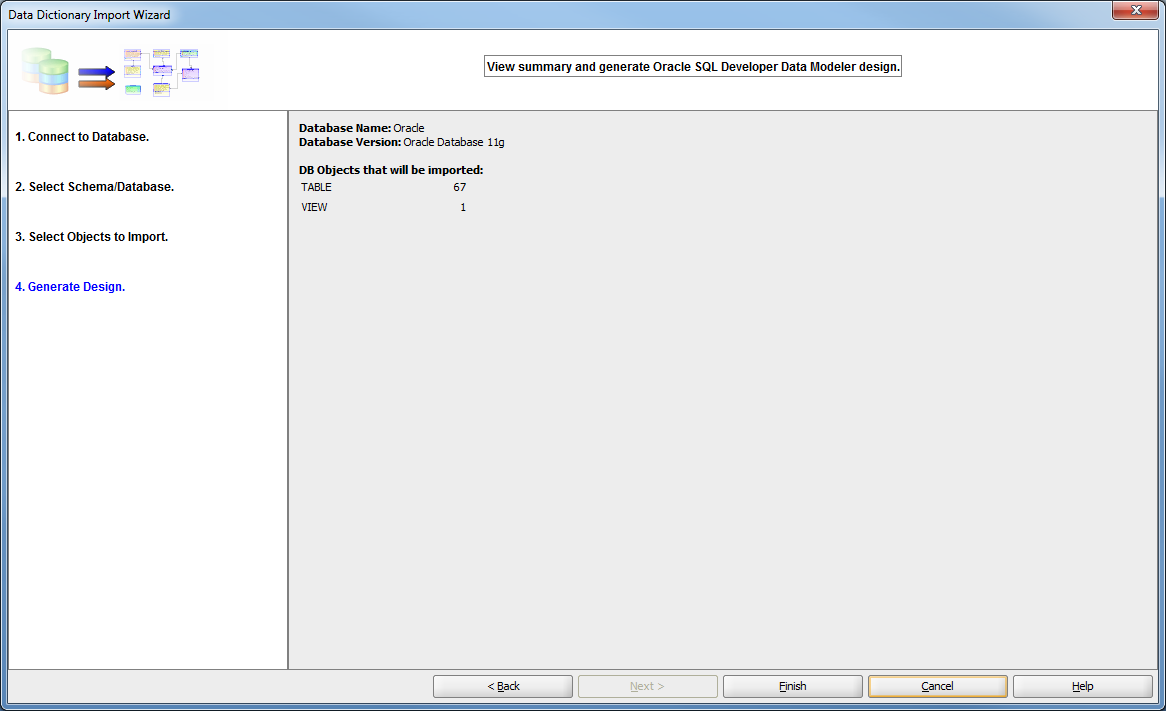 Data Dictionary Import Wizard
View summary and generate Oracle SQL Developer Data Modeler design.
1. Connect to Database.
2. Select Schema/Database.
3. Select Objects to Import.
4. Generate Design.
Database Name: Oracle
Database Version: Oracle Database 11g
DB Objects that will be imported:
TABLE 67
VIEW 1
< Back Next > Finish Cancel Help